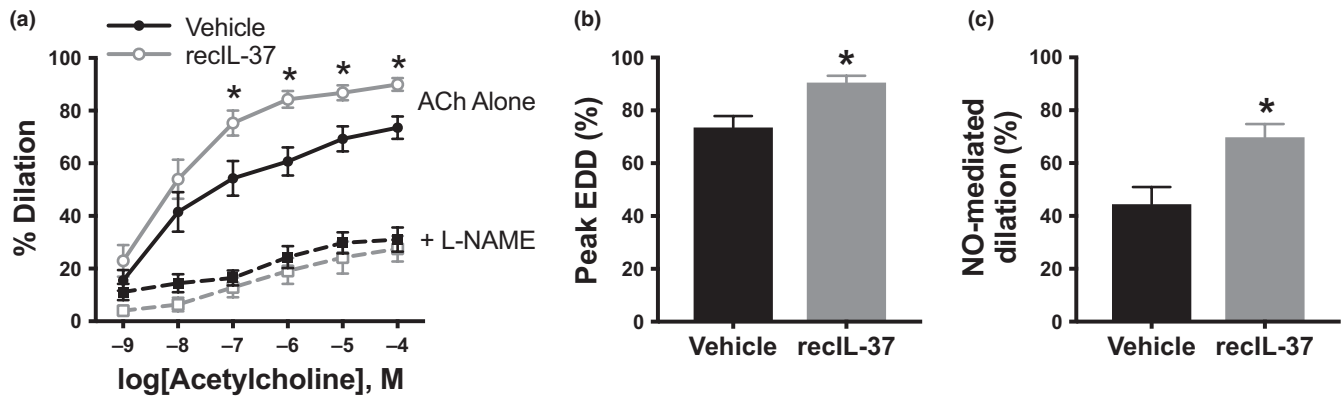 (a)
Vehicle
recIL-37
100
80
60
40
20
0
% Dilation
* * * *
ACh Alone
+ L-NAME
–9 –8 –7 –6 –5 –4
log[Acetylcholine], M
(b)
100
80
60
40
20
0
Peak EDD (%)
*
Vehicle recIL-37
(c)
100
80
60
40
20
0
NO-mediated
dilation (%)
*
Vehicle recIL-37